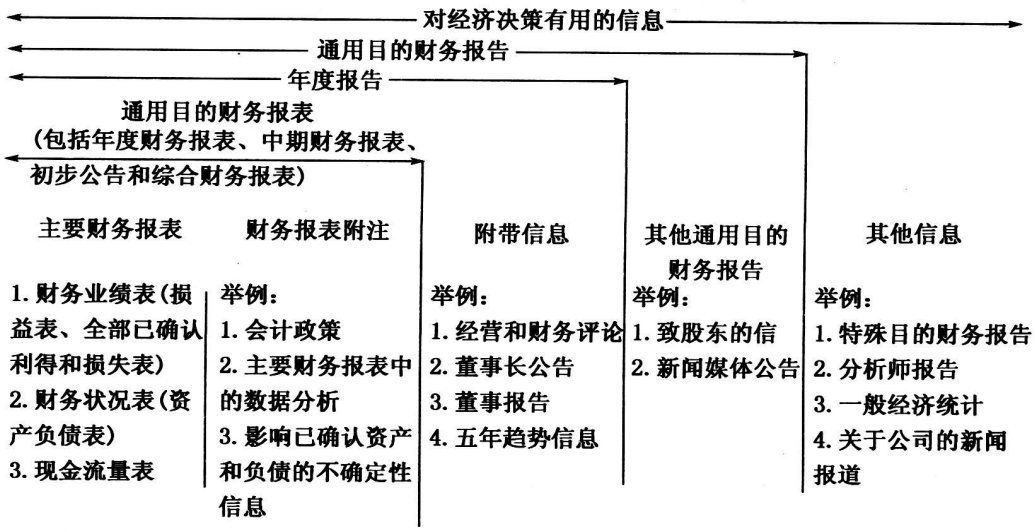 对经济决策有用的信息
通用目的财务报告
年度报告
通用目的财务报表
(包括年度财务报表、中期财务报表、
初步公告和综合财务报表)
主要财务报表
1. 财务业绩表(损
益表、全部已确认
利得和损失表)
2. 财务状况表(资
产负债表)
3. 现金流量表
财务报表附注
举例：
1. 会计政策
2. 主要财务报表中
的数据分析
3. 影响已确认资产
和负债的不确定性
信息
附带信息
举例：
1. 经营和财务评论
2. 董事长公告
3. 董事报告
4. 五年趋势信息
其他通用目的
财务报告
举例：
1. 致股东的信
2. 新闻媒体公告
其他信息
举例：
1. 特殊目的财务报告
2. 分析师报告
3. 一般经济统计
4. 关于公司的新闻
报道